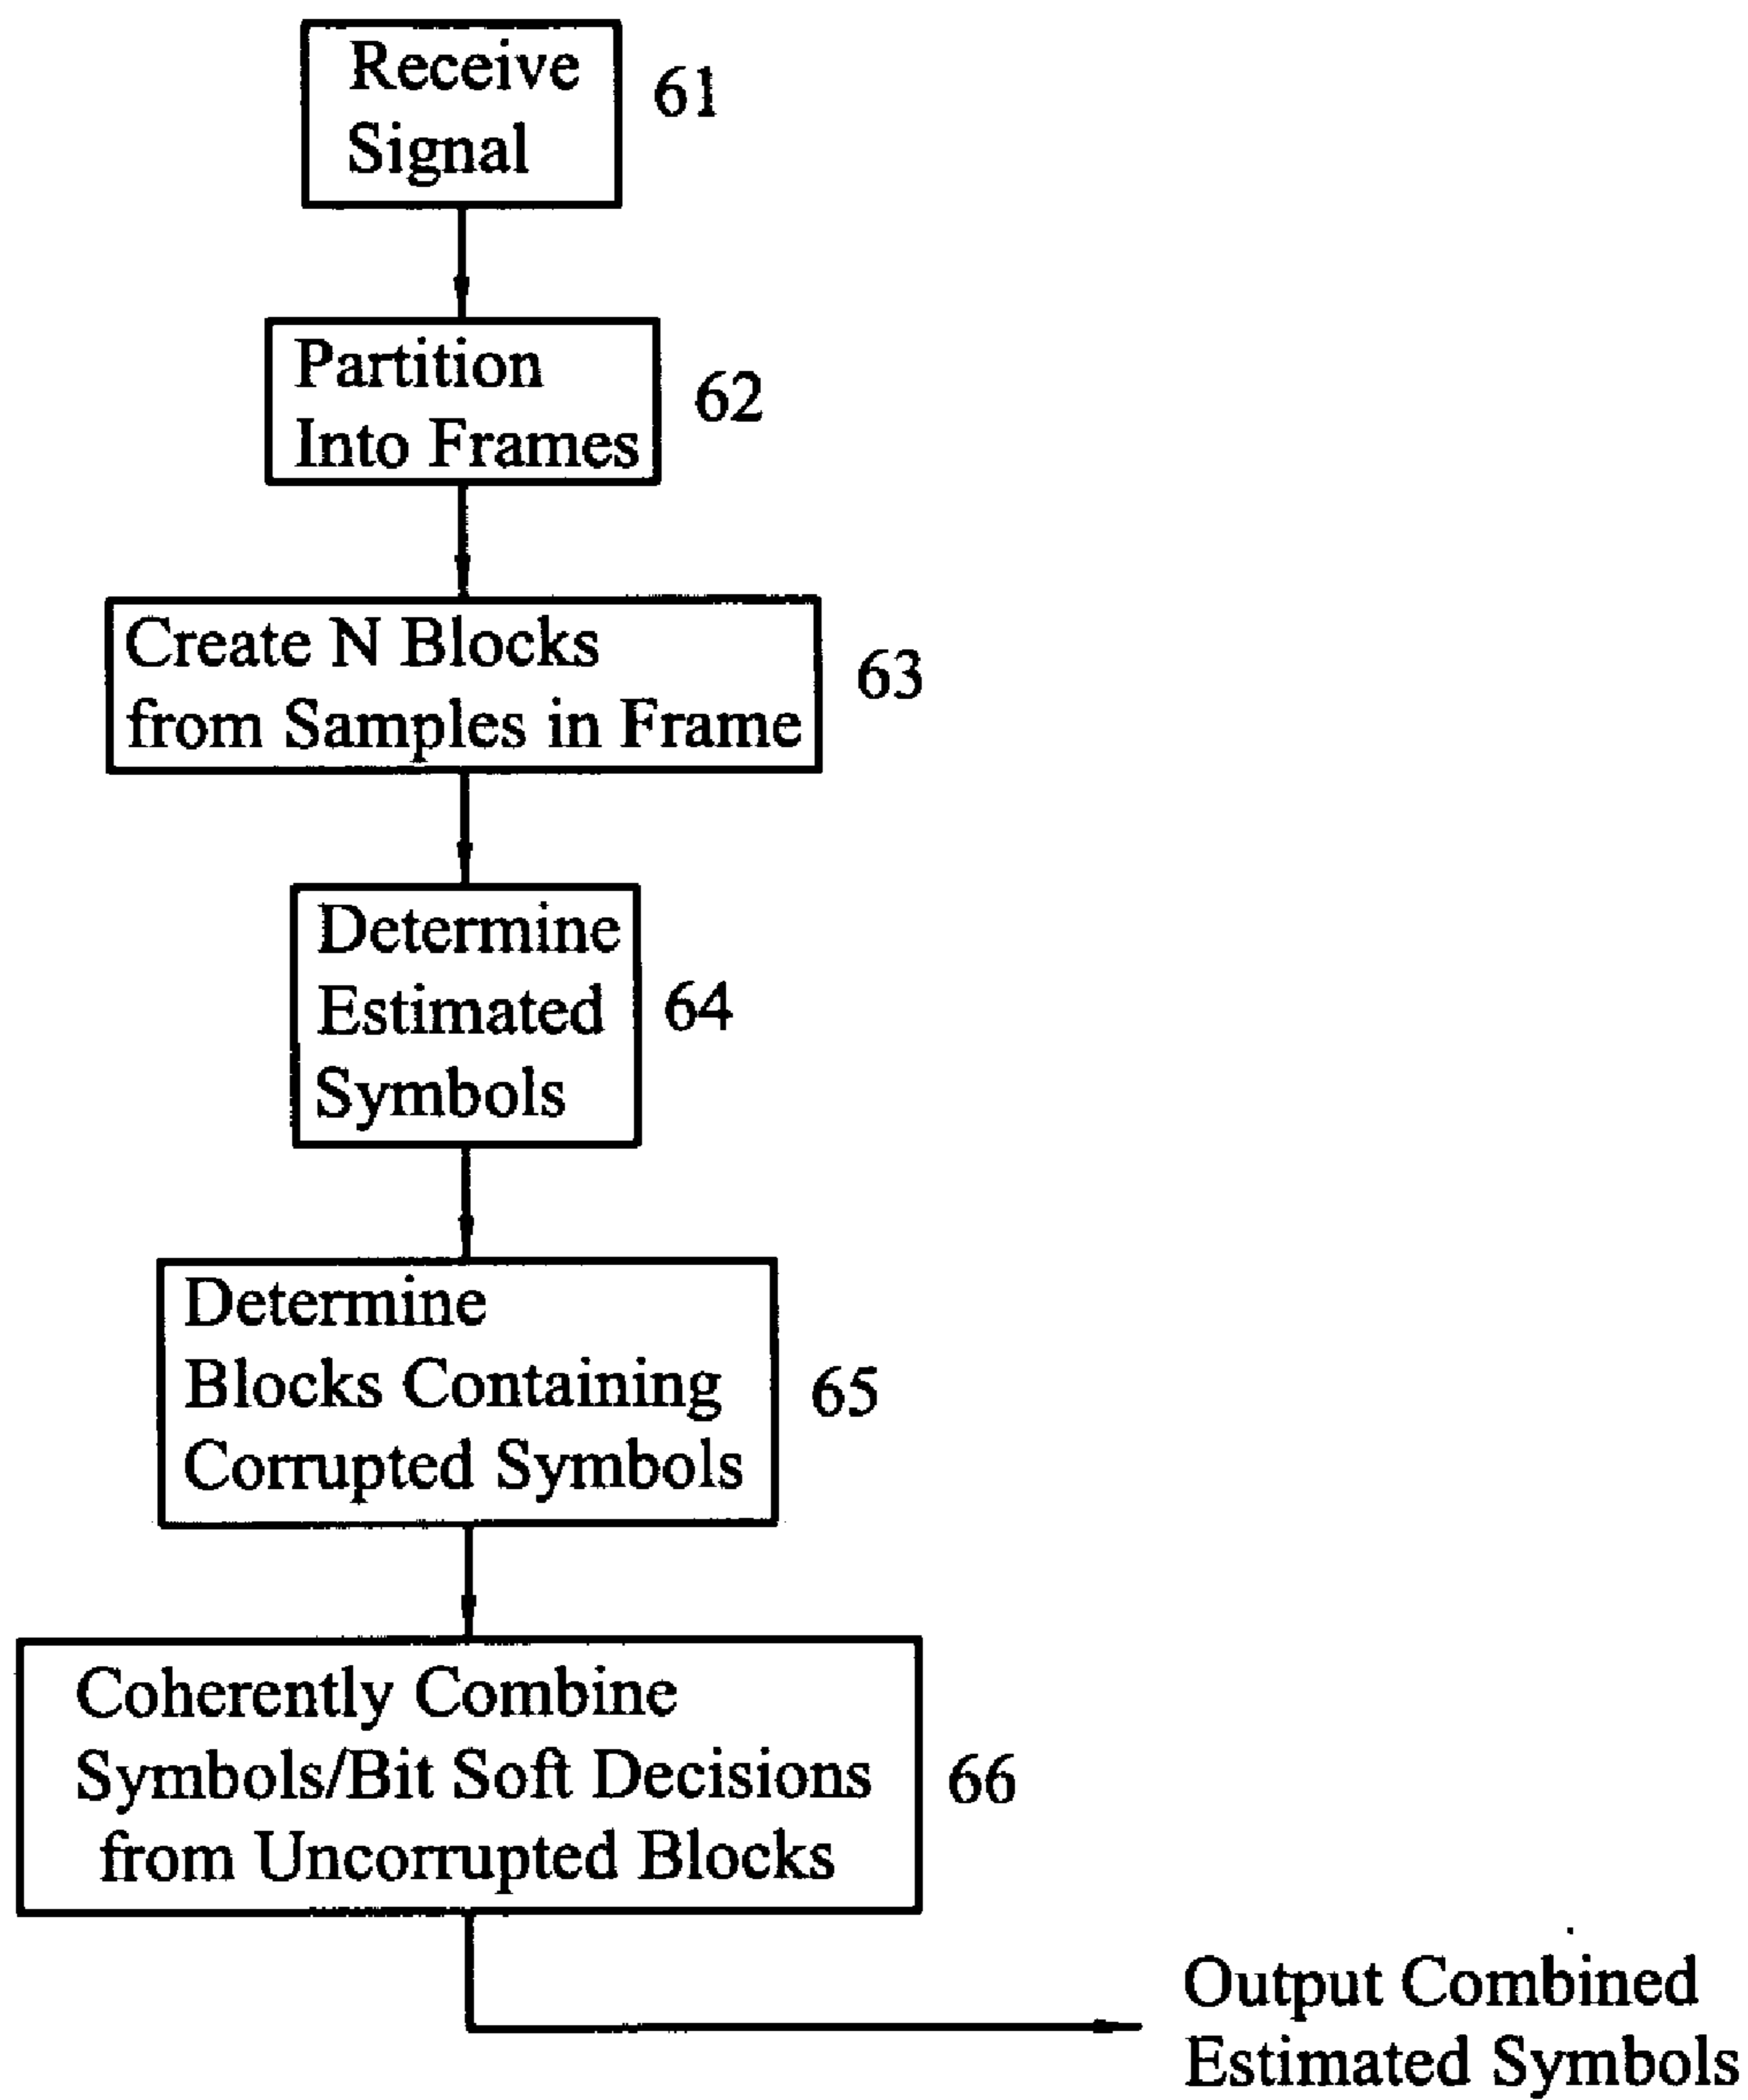 Receive
Signal
61
Partition
Into Frames
62
Create N Blocks
from Samples in Frame
63
Determine
Estimated
Symbols
64
Determine
Blocks Containing
Corrupted Symbols
65
Coherently Combine
Symbols/Bit Soft Decisions
from Uncorrupted Blocks
66
Output Combined
Estimated Symbols